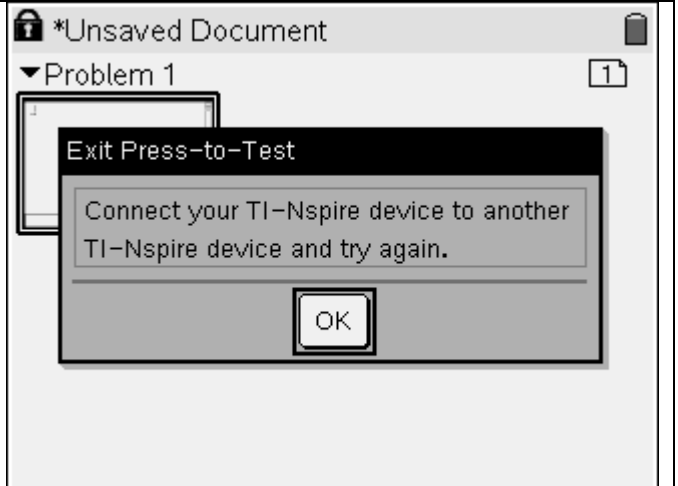 *Unsaved Document
Problem 1
1
Exit Press-to-Test
Connect your TI-Nspire device to another
TI-Nspire device and try again.
OK